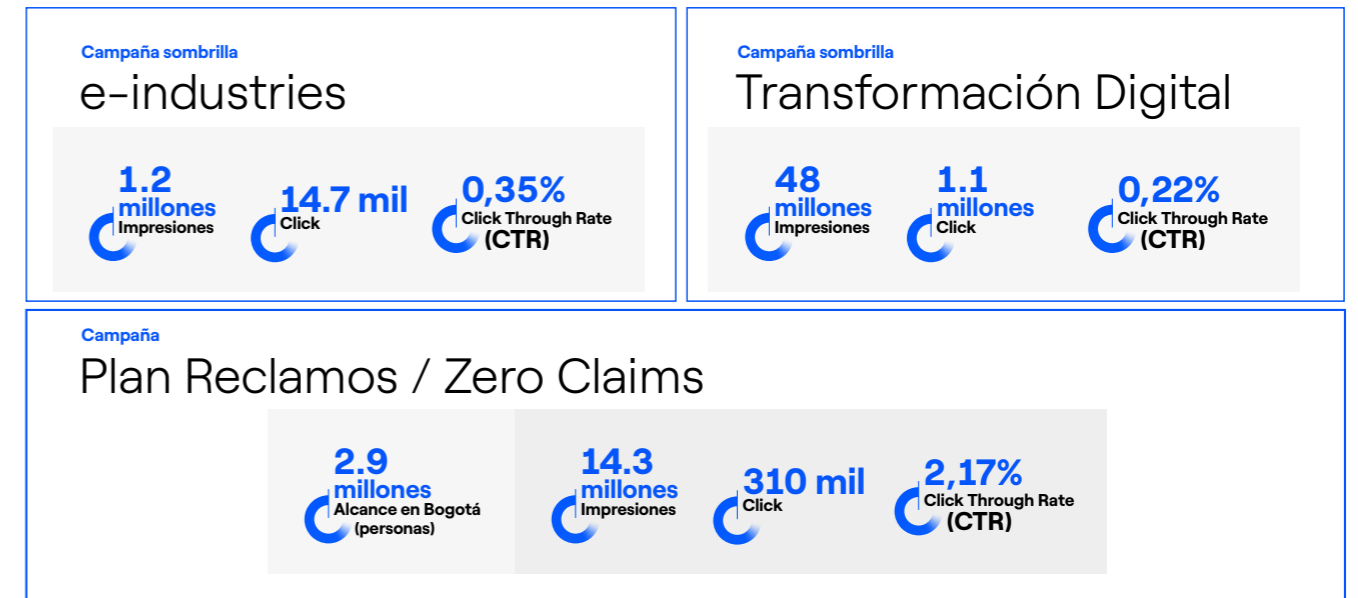 Campaña sombrilla
e-industries
1.2
millones
Impresiones
14.7 mil
Click
0,35%
Click Through Rate
(CTR)
Campaña sombrilla
Transformación Digital
48
millones
Impresiones
1.1
millones
Click
0,22%
Click Through Rate
(CTR)
Campaña
Plan Reclamos / Zero Claims
2.9
millones
Alcance en Bogotá
(personas)
14.3
millones
Impresiones
310 mil
Click
2,17%
Click Through Rate
(CTR)